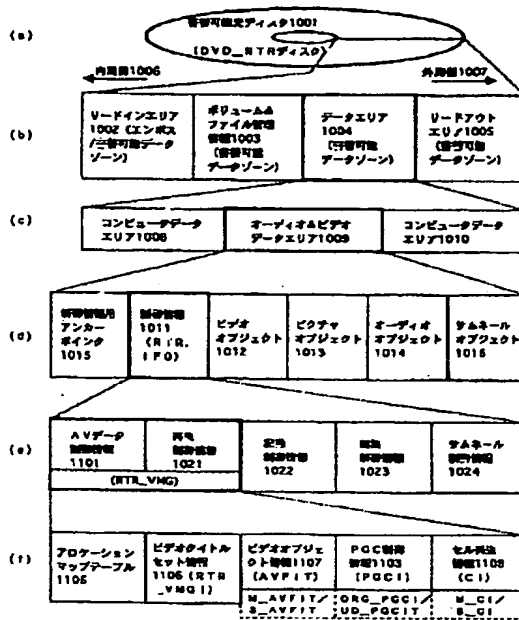 (a)
書替可能光ディスク1001
(DVD_RTRディスク)
内周側1006
外周側1007
(b)
リードインエリア
1002(エンボス
/書替可能データ
ゾーン)
ボリューム&
ファイル管理
情報1003
(書替可能
データゾーン)
データエリア
1004
(書替可能
データゾーン)
リードアウト
エリア1005
(書替可能
データゾーン)
(c)
コンピュータデータ
エリア1008
オーディオ&ビデオ
データエリア1009
コンピュータデータ
エリア1010
(d)
制御情報用
アンカー
ポインタ
1015
制御情報
1011
(RTR.
IFO)
ビデオ
オブジェクト
1012
ピクチャ
オブジェクト
1013
オーディオ
オブジェクト
1014
サムネール
オブジェクト
1016
(e)
AVデータ
制御情報
1101
再生
制御情報
1021
(RTR_VMG)
記録
制御情報
1022
編集
制御情報
1023
サムネール
制御情報
1024
(f)
アロケーション
マップテーブル
1105
ビデオタイトル
セット情報
1106(RTR
_VMGI)
ビデオオブジェ
クト情報1107
(AVFIT)
PGC制御
情報1103
(PGCI)
セル再生
情報1108
(CI)
M_AVFIT/
S_AVFIT
ORG_PGCI/
UD_PGCIT
M_CI/
S_CI